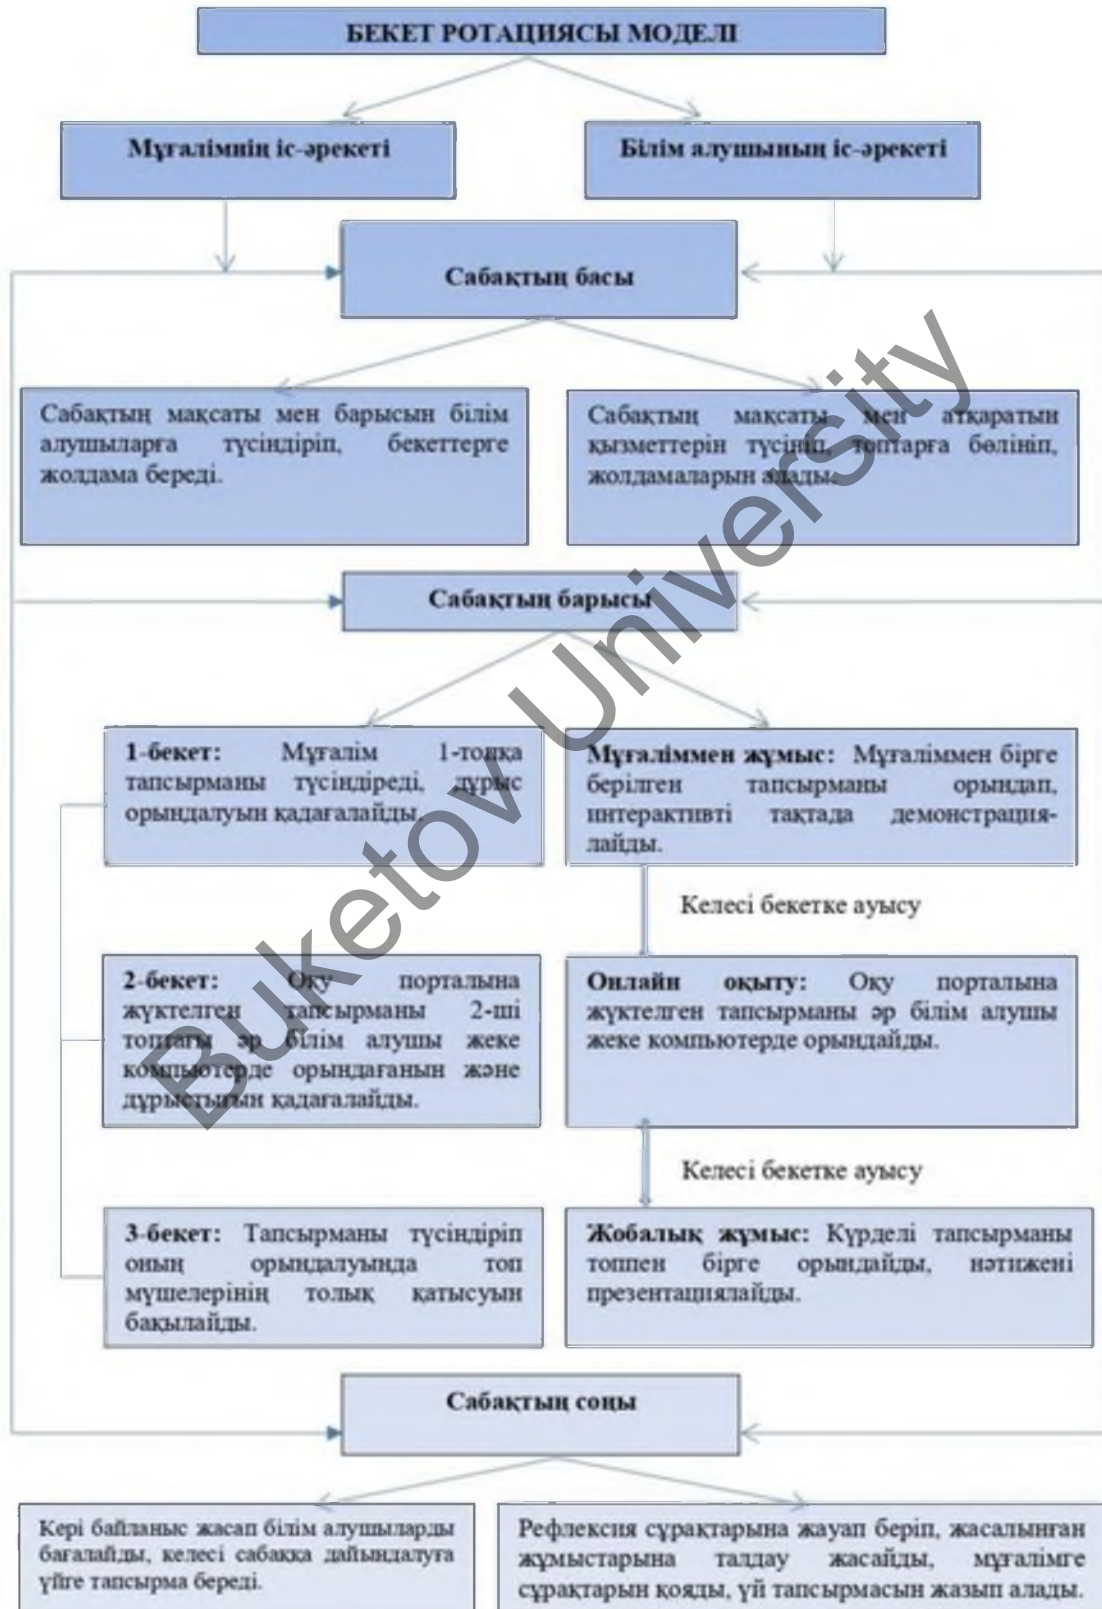 БЕКЕТ РОТАЦИЯСЫ МОДЕЛІ
Мұғалімнің іс-әрекеті
Білім алушының іс-әрекеті
Сабақтың басы
Сабақтың мақсаты мен барысын білім
алушыларға түсіндіріп, бекеттерге
жолдама береді.
Сабақтың мақсаты мен атқаратын
қызметтерін түсініп, топтарға бөлініп,
жолдамаларын алады.
Сабақтың барысы
1-бекет: Мұғалім 1-топқа
тапсырманы түсіндіреді, дұрыс
орындалуын қадағалайды.
Мұғаліммен жұмыс: Мұғаліммен бірге
берілген тапсырманы орындап,
интерактивті тақтада демонстрация-
лайды.
Келесі бекетке ауысу
2-бекет: Оқу порталына
жүктелген тапсырманы 2-ші
топтағы әр білім алушы жеке
компьютерде орындағанын және
дұрыстығын қадағалайды.
Онлайн оқыту: Оқу порталына
жүктелген тапсырманы әр білім алушы
жеке компьютерде орындайды.
Келесі бекетке ауысу
3-бекет: Тапсырманы түсіндіріп
оның орындалуында топ
мүшелерінің толық қатысуын
бақылайды.
Жобалық жұмыс: Күрделі тапсырманы
топпен бірге орындайды, нәтижені
презентациялайды.
Сабақтың соңы
Кері байланыс жасап білім алушыларды
бағалайды, келесі сабаққа дайындалуға
үйге тапсырма береді.
Рефлексия сұрақтарына жауап беріп, жасалынған
жұмыстарына талдау жасайды, мұғалімге
сұрақтарын қояды, үй тапсырмасын жазып алады.
Buketov University